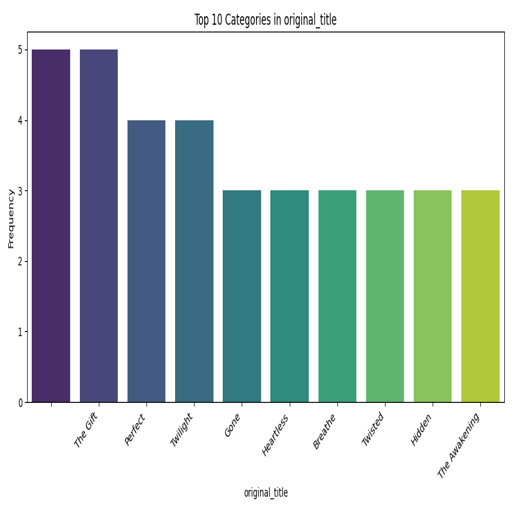 Top 10 Categories in original_title
Frequency
5
4
3
2
1
0
The Gift
Perfect
Twilight
Gone
Heartless
Breathe
Twisted
Hidden
The Awakening
original_title